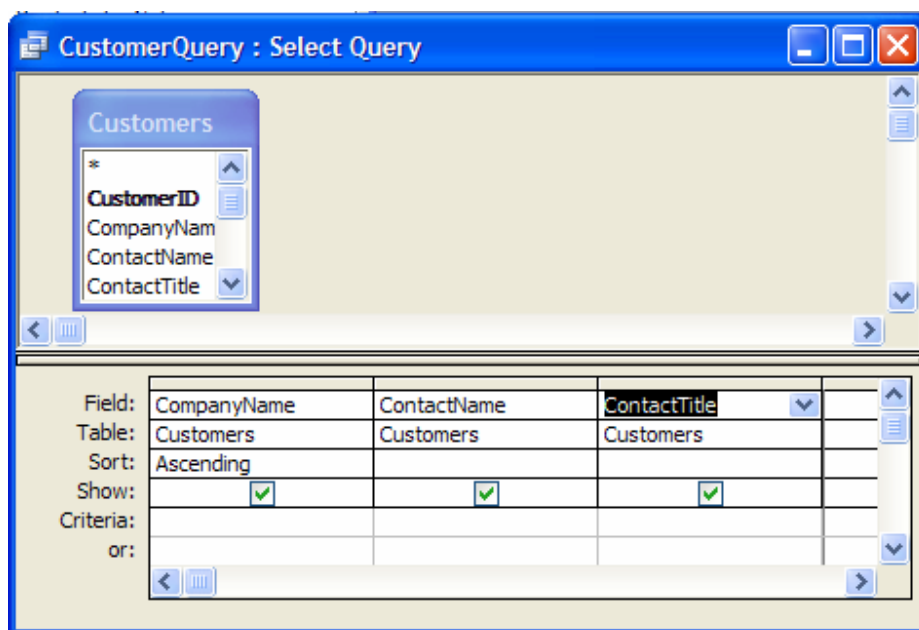 CustomerQuery : Select Query
Customers
*
CustomerID
CompanyNam
ContactName
ContactTitle
Field: CompanyName ContactName ContactTitle
Table: Customers Customers Customers
Sort: Ascending
Show:
Criteria:
or: